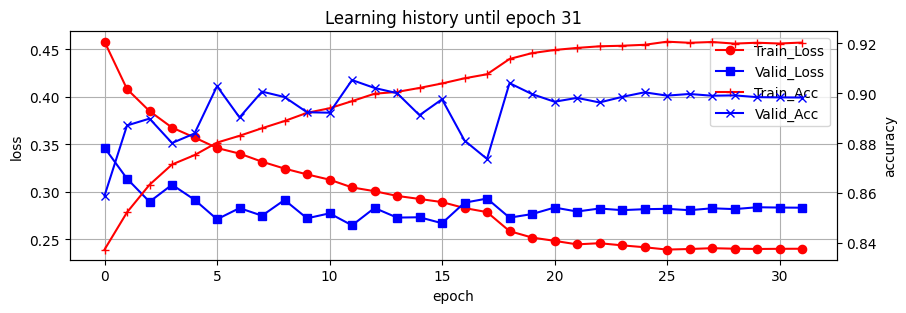 Learning history until epoch 31
loss
0.45
0.40
0.35
0.30
0.25
0.92
0.90
0.88
0.86
0.84
accuracy
Train_Loss
Valid_Loss
Train_Acc
Valid_Acc
0 5 10 15 20 25 30
epoch